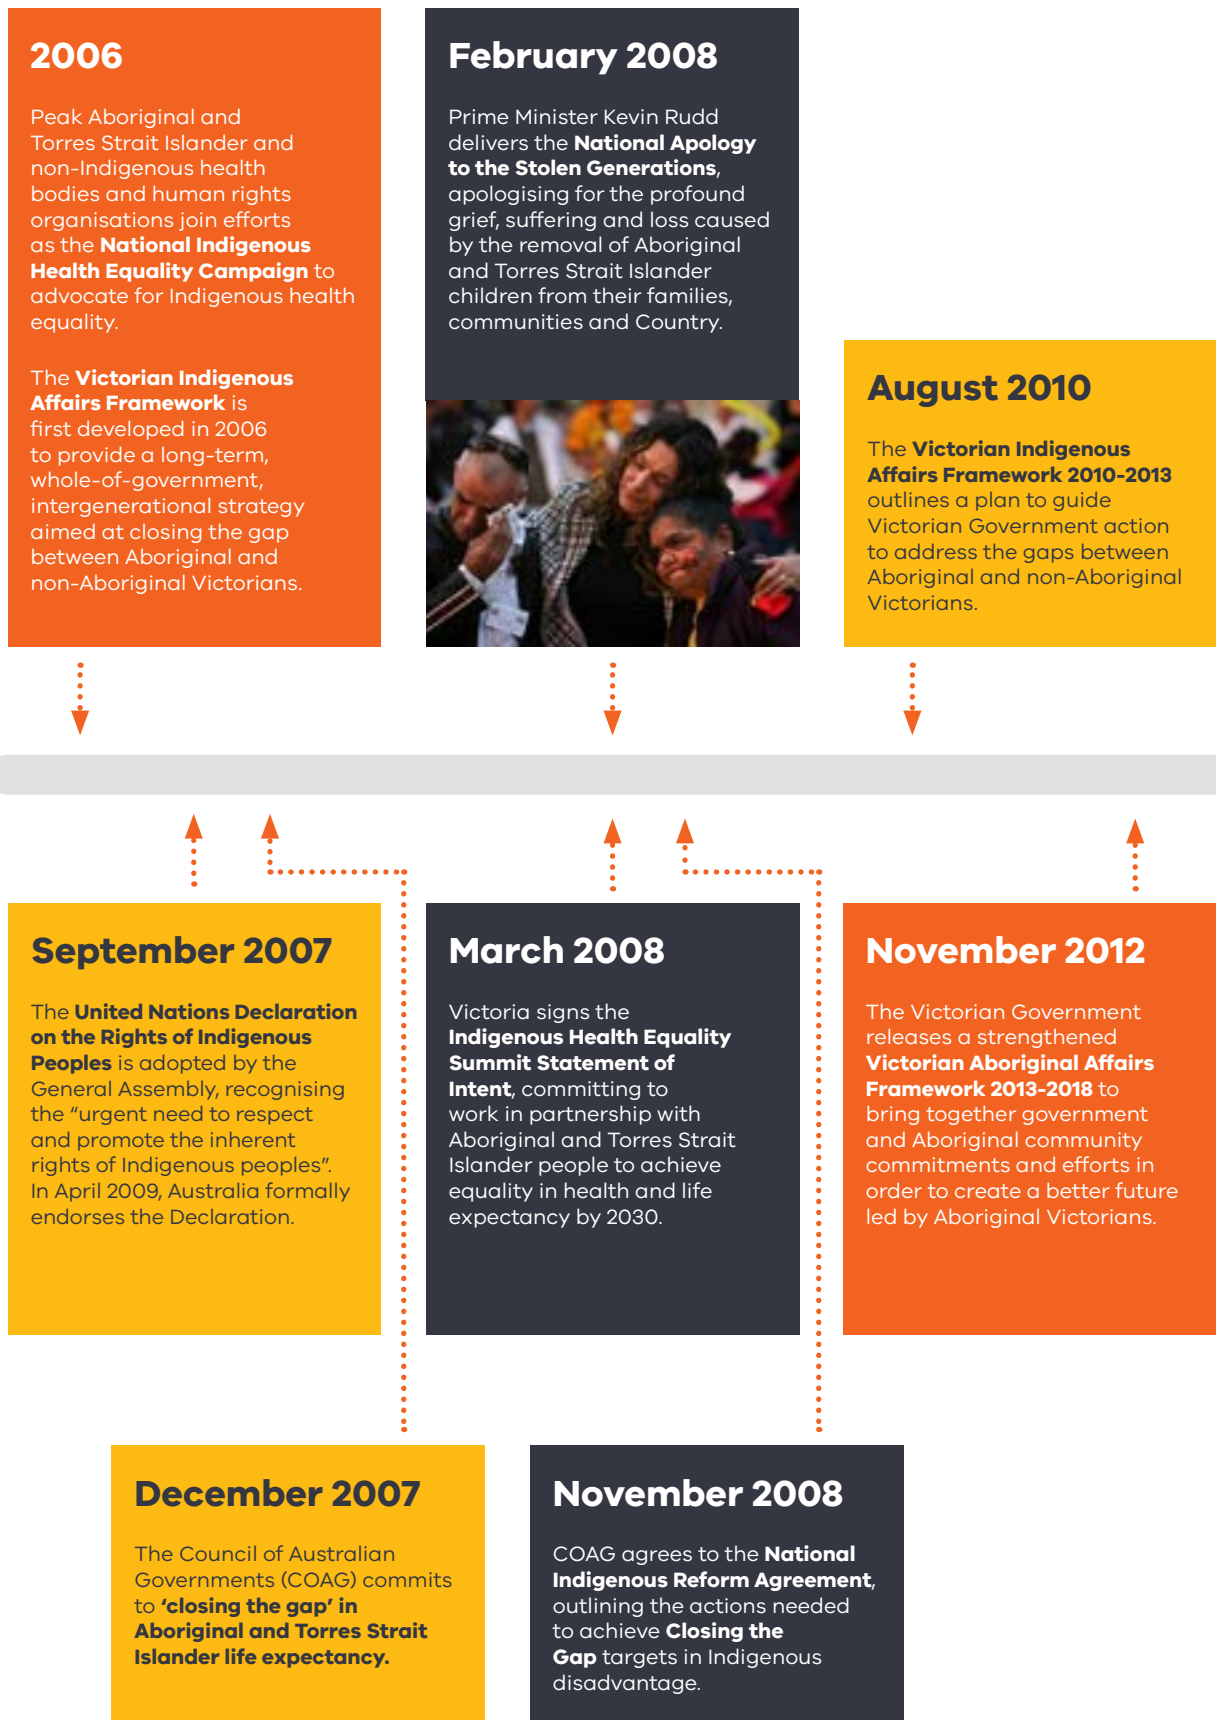 2006
Peak Aboriginal and
Torres Strait Islander and
non-Indigenous health
bodies and human rights
organisations join efforts
as the National Indigenous
Health Equality Campaign to
advocate for Indigenous health
equality.
The Victorian Indigenous
Affairs Framework is
first developed in 2006
to provide a long-term,
whole-of-government,
intergenerational strategy
aimed at closing the gap
between Aboriginal and
non-Aboriginal Victorians.
February 2008
Prime Minister Kevin Rudd
delivers the National Apology
to the Stolen Generations,
apologising for the profound
grief, suffering and loss caused
by the removal of Aboriginal
and Torres Strait Islander
children from their families,
communities and Country.
August 2010
The Victorian Indigenous
Affairs Framework 2010-2013
outlines a plan to guide
Victorian Government action
to address the gaps between
Aboriginal and non-Aboriginal
Victorians.
September 2007
The United Nations Declaration
on the Rights of Indigenous
Peoples is adopted by the
General Assembly, recognising
the “urgent need to respect
and promote the inherent
rights of Indigenous peoples”.
In April 2009, Australia formally
endorses the Declaration.
March 2008
Victoria signs the
Indigenous Health Equality
Summit Statement of
Intent, committing to
work in partnership with
Aboriginal and Torres Strait
Islander people to achieve
equality in health and life
expectancy by 2030.
November 2012
The Victorian Government
releases a strengthened
Victorian Aboriginal Affairs
Framework 2013-2018 to
bring together government
and Aboriginal community
commitments and efforts in
order to create a better future
led by Aboriginal Victorians.
December 2007
The Council of Australian
Governments (COAG) commits
to ‘closing the gap’ in
Aboriginal and Torres Strait
Islander life expectancy.
November 2008
COAG agrees to the National
Indigenous Reform Agreement,
outlining the actions needed
to achieve Closing the
Gap targets in Indigenous
disadvantage.